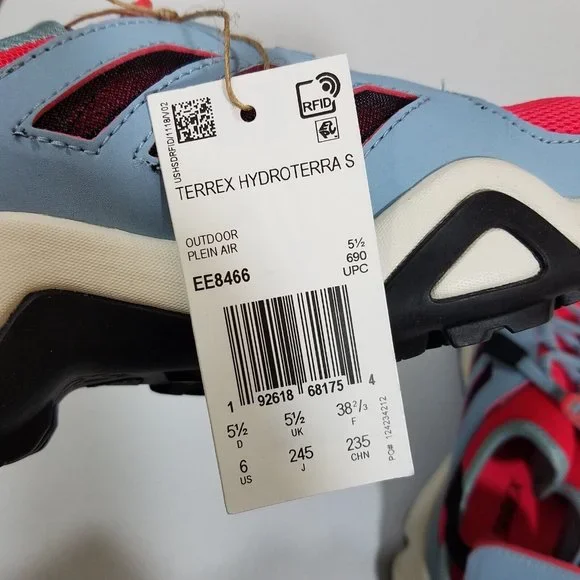 USHSDRFID/1118/V02
RFID
TERREX HYDROTERRA S
OUTDOOR
PLEIN AIR
EE8466
5½
690
UPC
1 92618 68175 4
5½ 5½ 38⅔
D UK F
6 245 235
US J CHN
PO# 124234212